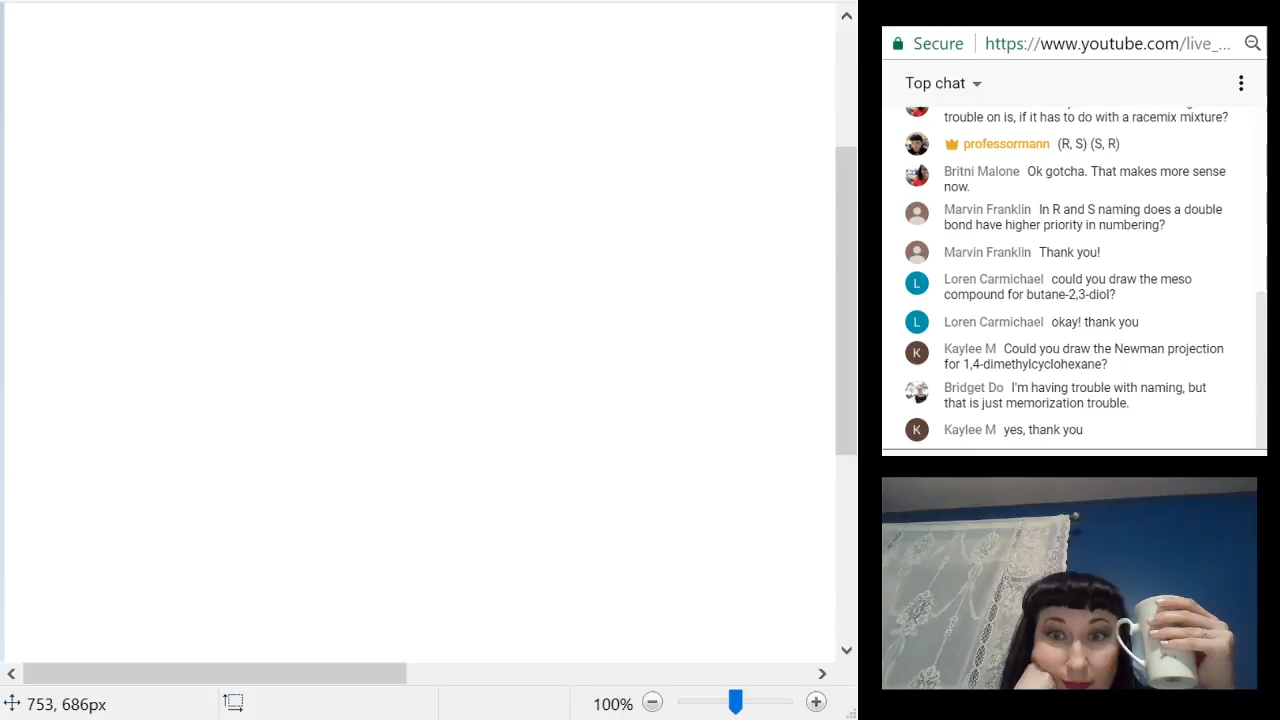 Secure https://www.youtube.com/live_...
Top chat
trouble on is, if it has to do with a racemix mixture?
professormann (R, S) (S, R)
Britni Malone Ok gotcha. That makes more sense
now.
Marvin Franklin In R and S naming does a double
bond have higher priority in numbering?
Marvin Franklin Thank you!
L Loren Carmichael could you draw the meso
compound for butane-2,3-diol?
L Loren Carmichael okay! thank you
K Kaylee M Could you draw the Newman projection
for 1,4-dimethylcyclohexane?
Bridget Do I'm having trouble with naming, but
that is just memorization trouble.
K Kaylee M yes, thank you
753, 686px
100%